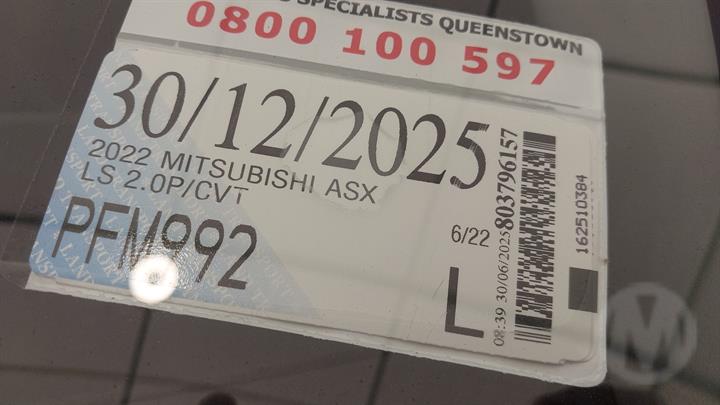 SPECIALISTS QUEENSTOWN
0800 100 597
30/12/2025
2022 MITSUBISHI ASX
LS 2.0P/CVT
PFM992
6/22
L
08:39 30/06/2025 803796157
162510384
M